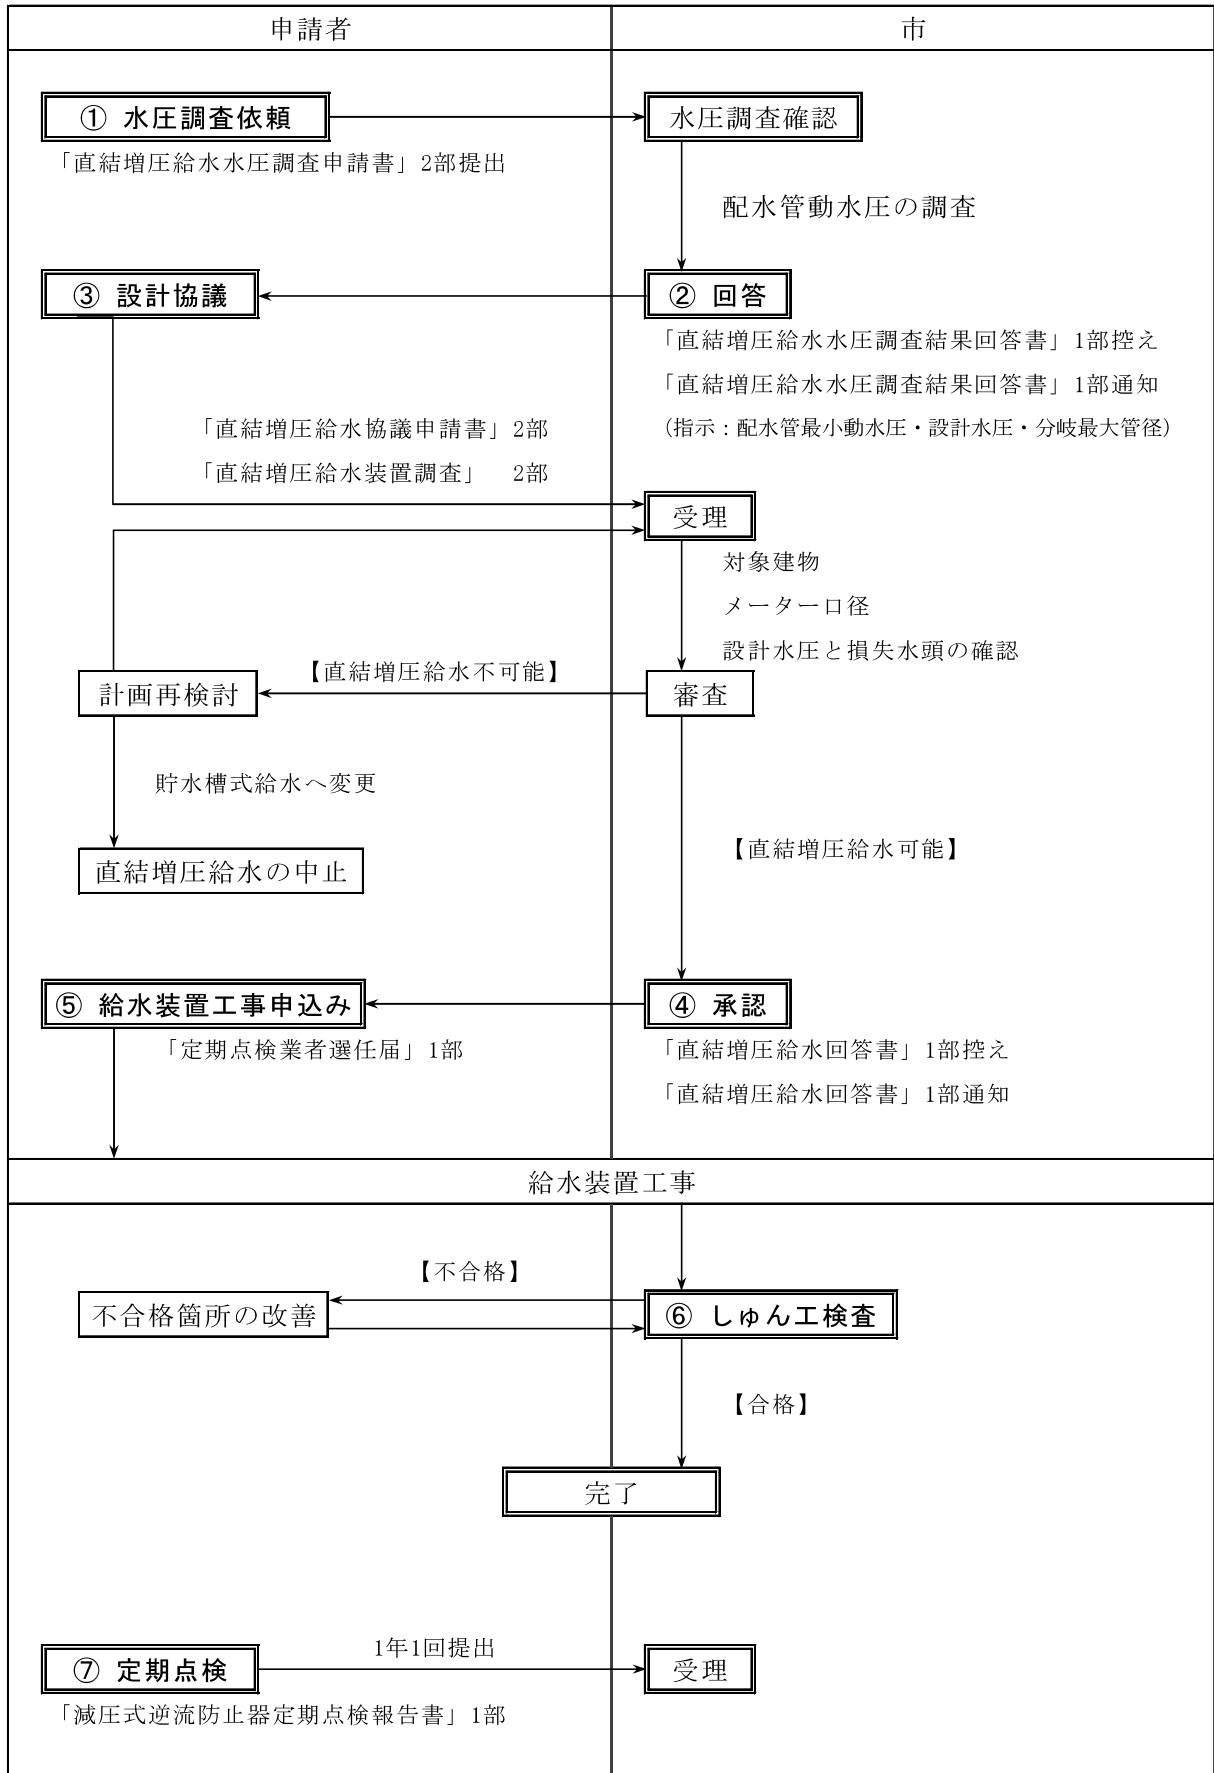 申請者
市
① 水圧調査依頼
水圧調査確認
「直結増圧給水水圧調査申請書」2部提出
配水管動水圧の調査
③ 設計協議
② 回答
「直結増圧給水水圧調査結果回答書」1部控え
「直結増圧給水水圧調査結果回答書」1部通知
(指示：配水管最小動水圧・設計水圧・分岐最大管径)
「直結増圧給水協議申請書」2部
「直結増圧給水装置調査」 2部
受理
対象建物
メーター口径
設計水圧と損失水頭の確認
【直結増圧給水不可能】
計画再検討
審査
貯水槽式給水へ変更
【直結増圧給水可能】
直結増圧給水の中止
⑤ 給水装置工事申込み
④ 承認
「定期点検業者選任届」1部
「直結増圧給水回答書」1部控え
「直結増圧給水回答書」1部通知
給水装置工事
【不合格】
不合格箇所の改善
⑥ しゅん工検査
【合格】
完了
1年1回提出
⑦ 定期点検
受理
「減圧式逆流防止器定期点検報告書」1部